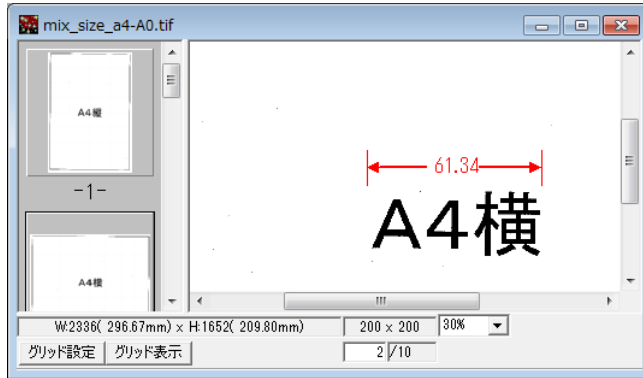 mix_size_a4-A0.tif
A4縦
-1-
A4横
61.34
A4横
W:2336( 296.67mm) × H:1652( 209.80mm)
200 × 200
30%
グリッド設定
グリッド表示
2 /10